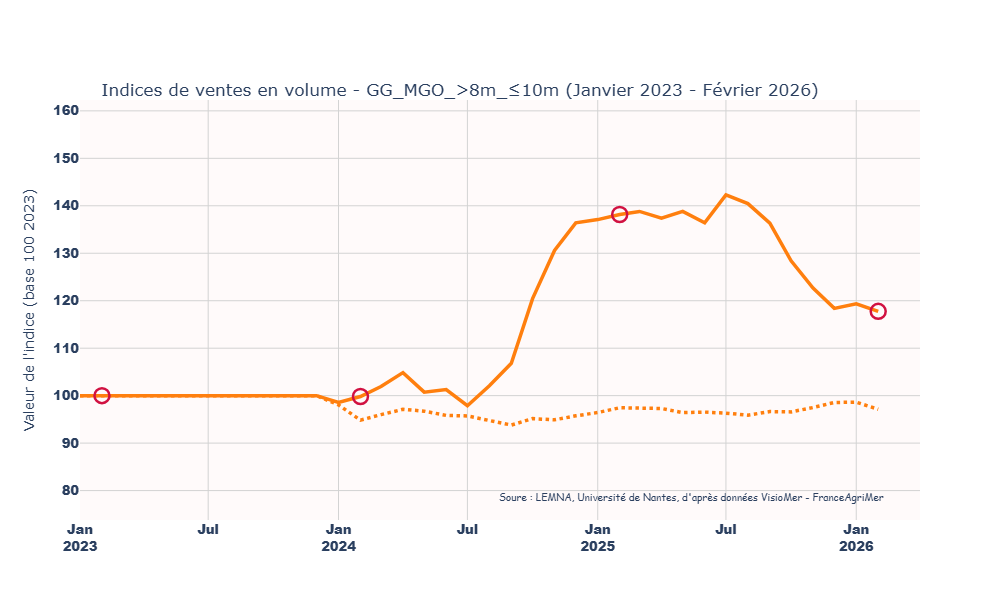 Indices de ventes en volume - GG_MGO_>8m_≤10m (Janvier 2023 - Février 2026)
Valeur de l'indice (base 100 2023)
160
150
140
130
120
110
100
90
80
Soure : LEMNA, Université de Nantes, d'après données VisioMer - FranceAgriMer
Jan
2023
Jul
Jan
2024
Jul
Jan
2025
Jul
Jan
2026